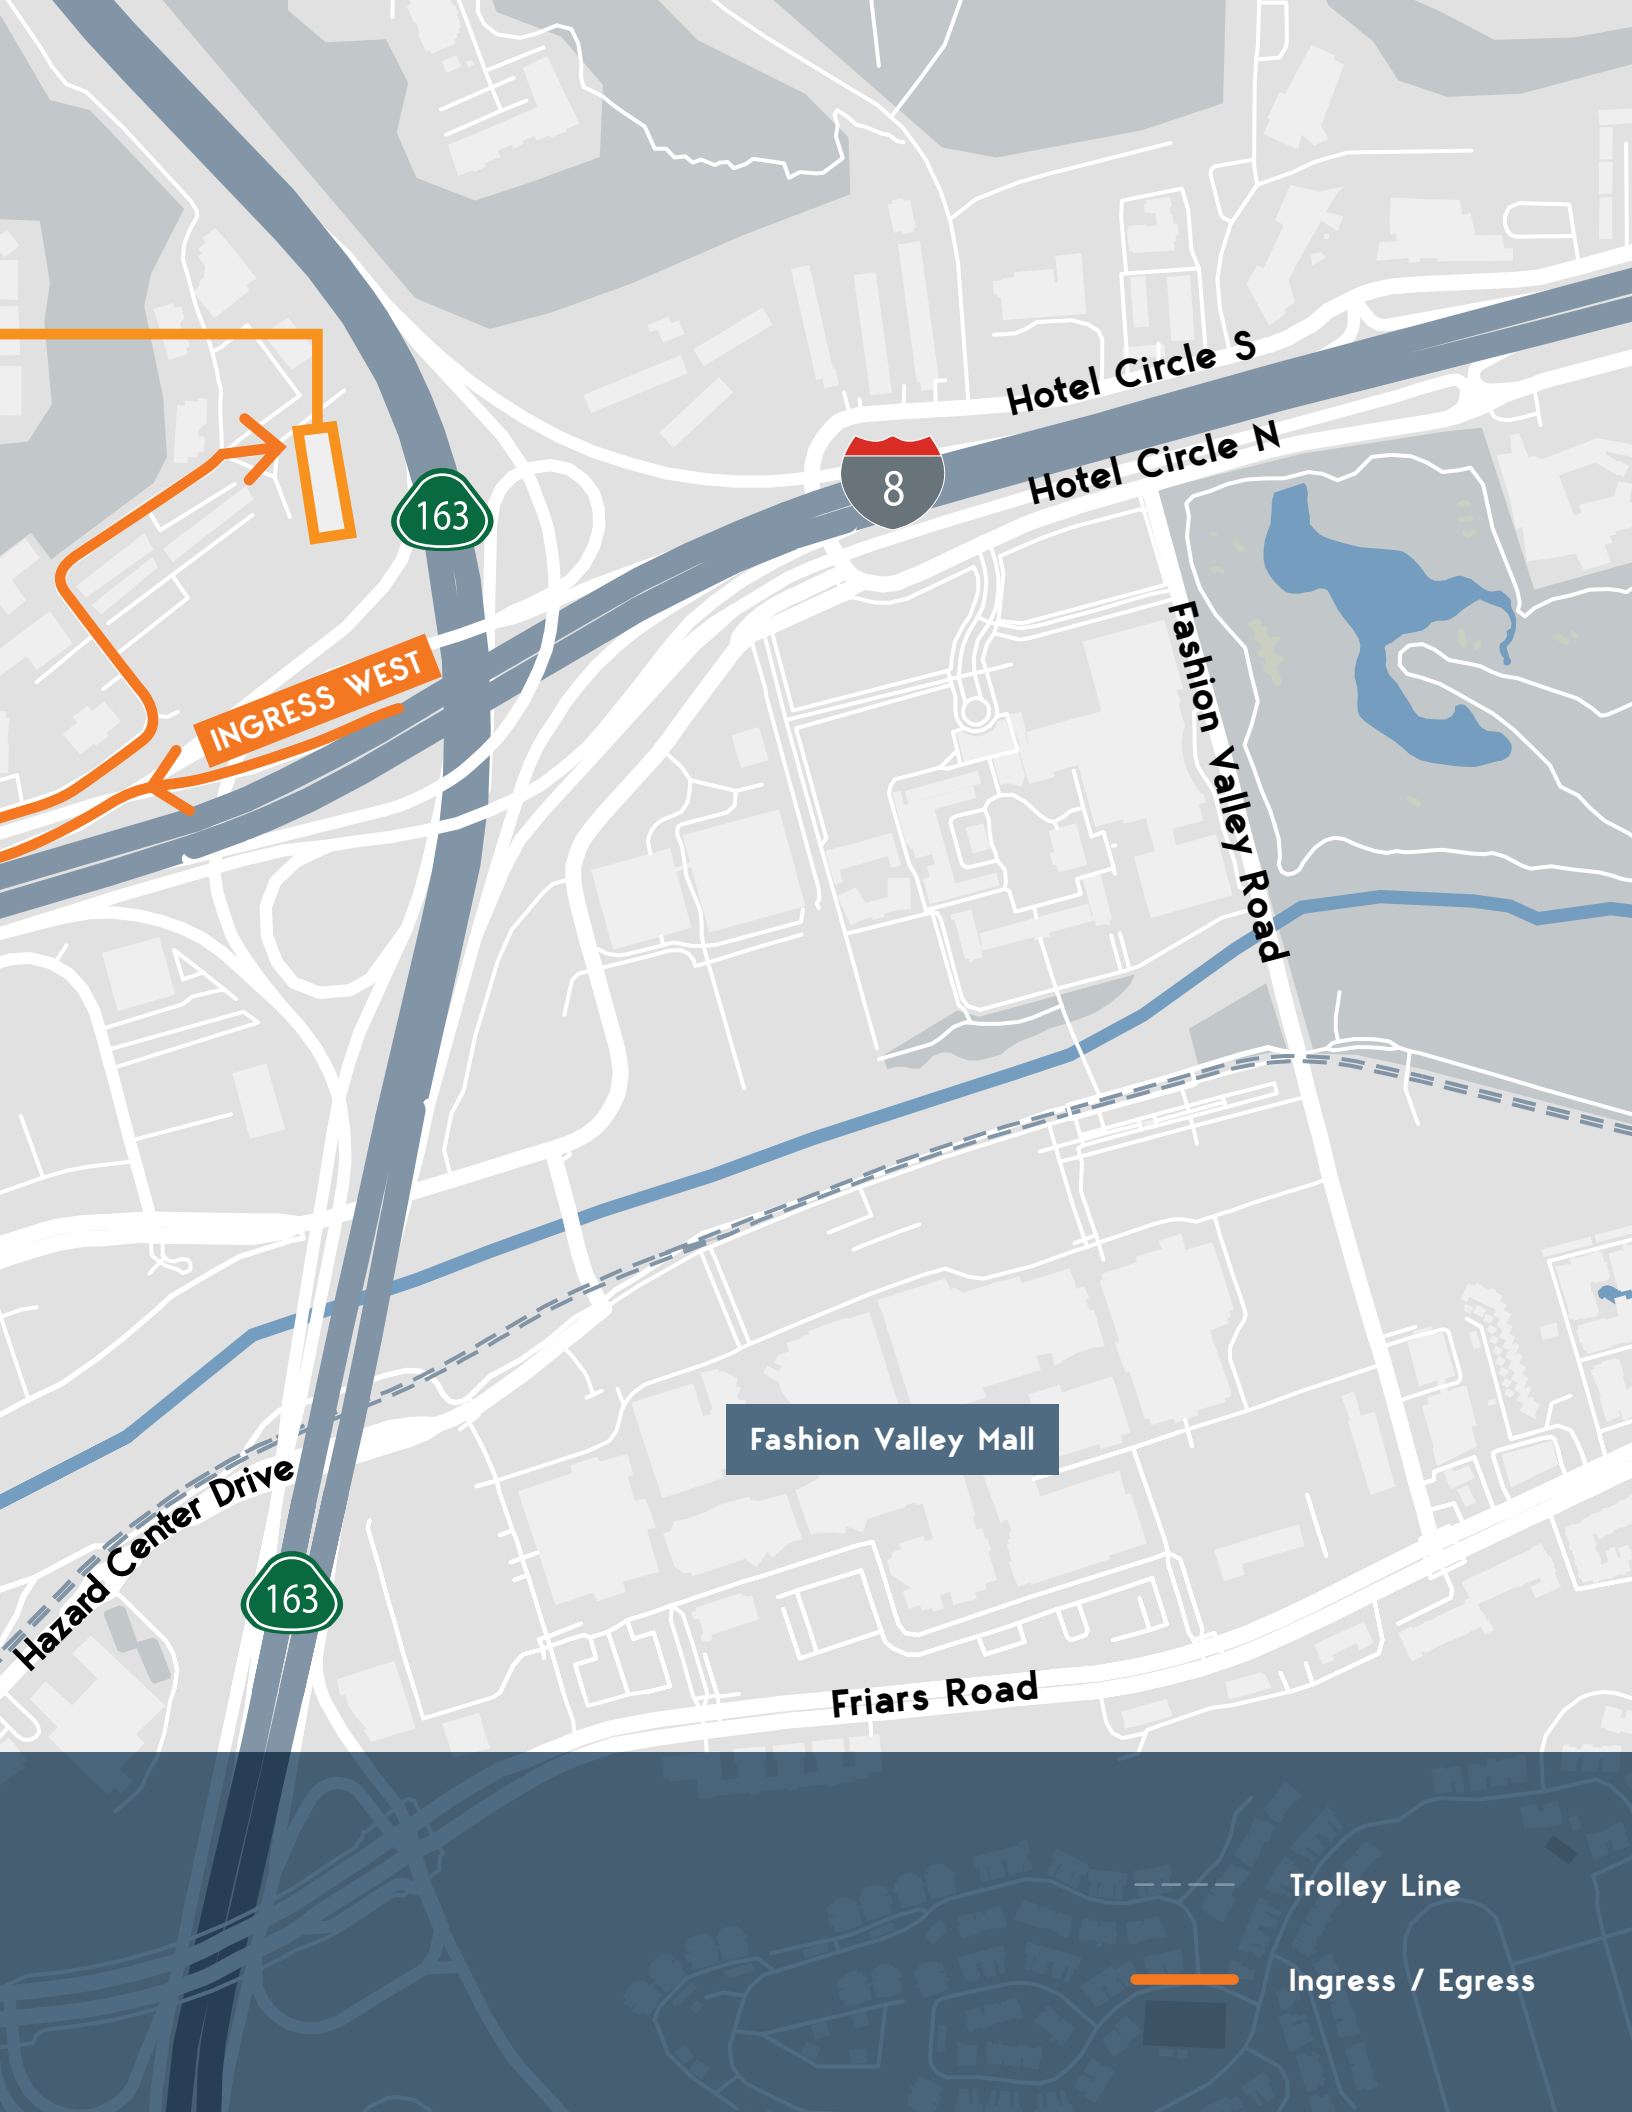 Hotel Circle S
Hotel Circle N
8
163
INGRESS WEST
Fashion Valley Road
Fashion Valley Mall
Hazard Center Drive
163
Friars Road
Trolley Line
Ingress / Egress